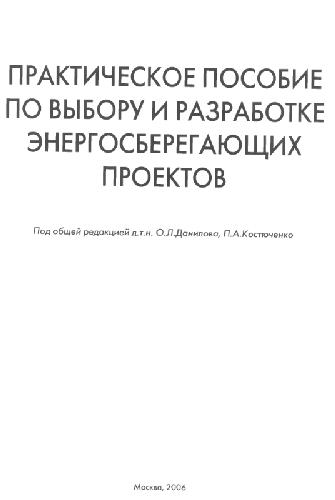 ПРАКТИЧЕСКОЕ ПОСОБИЕ
ПО ВЫБОРУ И РАЗРАБОТКЕ
ЭНЕРГОСБЕРЕГАЮЩИХ
ПРОЕКТОВ
Под общей редакцией д.т.н. О.Л.Данилова, П.А.Костюченко
Москва, 2006